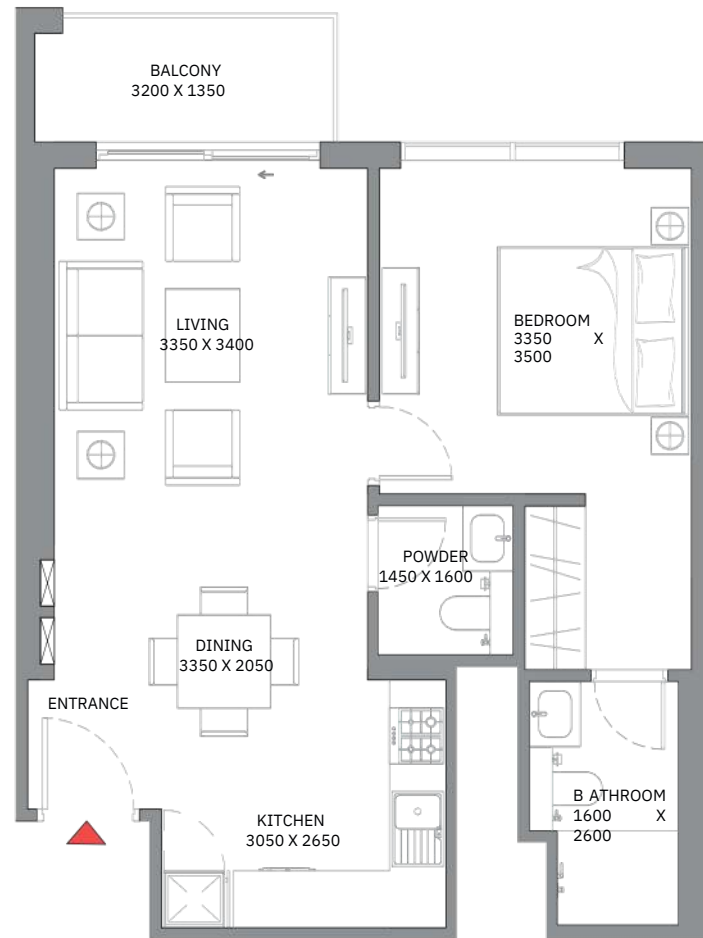 BALCONY
3200 X 1350
LIVING
3350 X 3400
BEDROOM
3350 X
3500
POWDER
1450 X 1600
DINING
3350 X 2050
ENTRANCE
KITCHEN
3050 X 2650
B ATHROOM
1600 X
2600